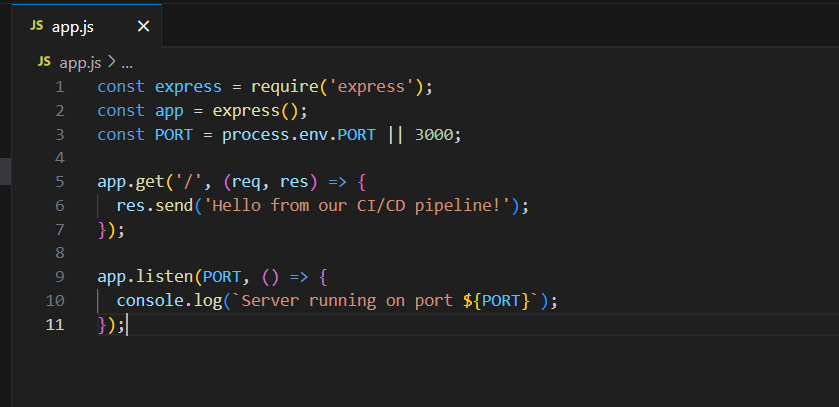 JS app.js ×
JS app.js > ...
1 const express = require('express');
2 const app = express();
3 const PORT = process.env.PORT || 3000;
4
5 app.get('/', (req, res) => {
6   res.send('Hello from our CI/CD pipeline!');
7 });
8
9 app.listen(PORT, () => {
10   console.log(`Server running on port ${PORT}`);
11 });